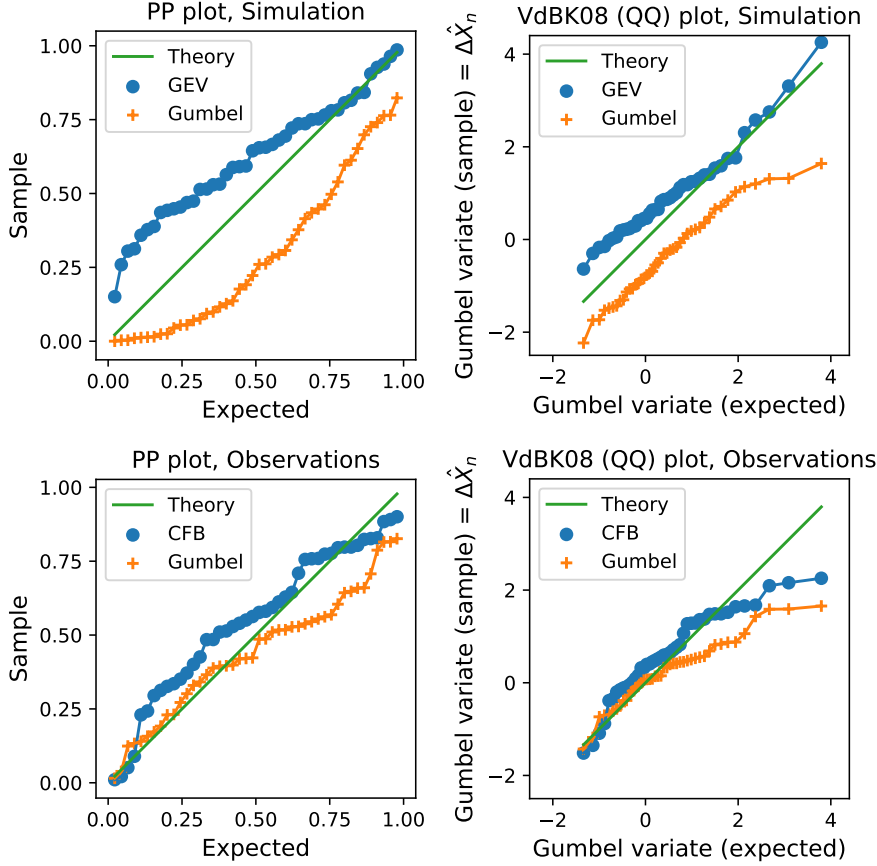 PP plot, Simulation
1.00
0.75
0.50
0.25
0.00
Sample
Theory
GEV
Gumbel
0.00 0.25 0.50 0.75 1.00
Expected
VdBK08 (QQ) plot, Simulation
4
2
0
−2
Gumbel variate (sample) = ΔX̂ₙ
Theory
GEV
Gumbel
−2 0 2 4
Gumbel variate (expected)
PP plot, Observations
1.00
0.75
0.50
0.25
0.00
Sample
Theory
CFB
Gumbel
0.00 0.25 0.50 0.75 1.00
Expected
VdBK08 (QQ) plot, Observations
4
2
0
−2
Gumbel variate (sample) = ΔX̂ₙ
Theory
CFB
Gumbel
−2 0 2 4
Gumbel variate (expected)